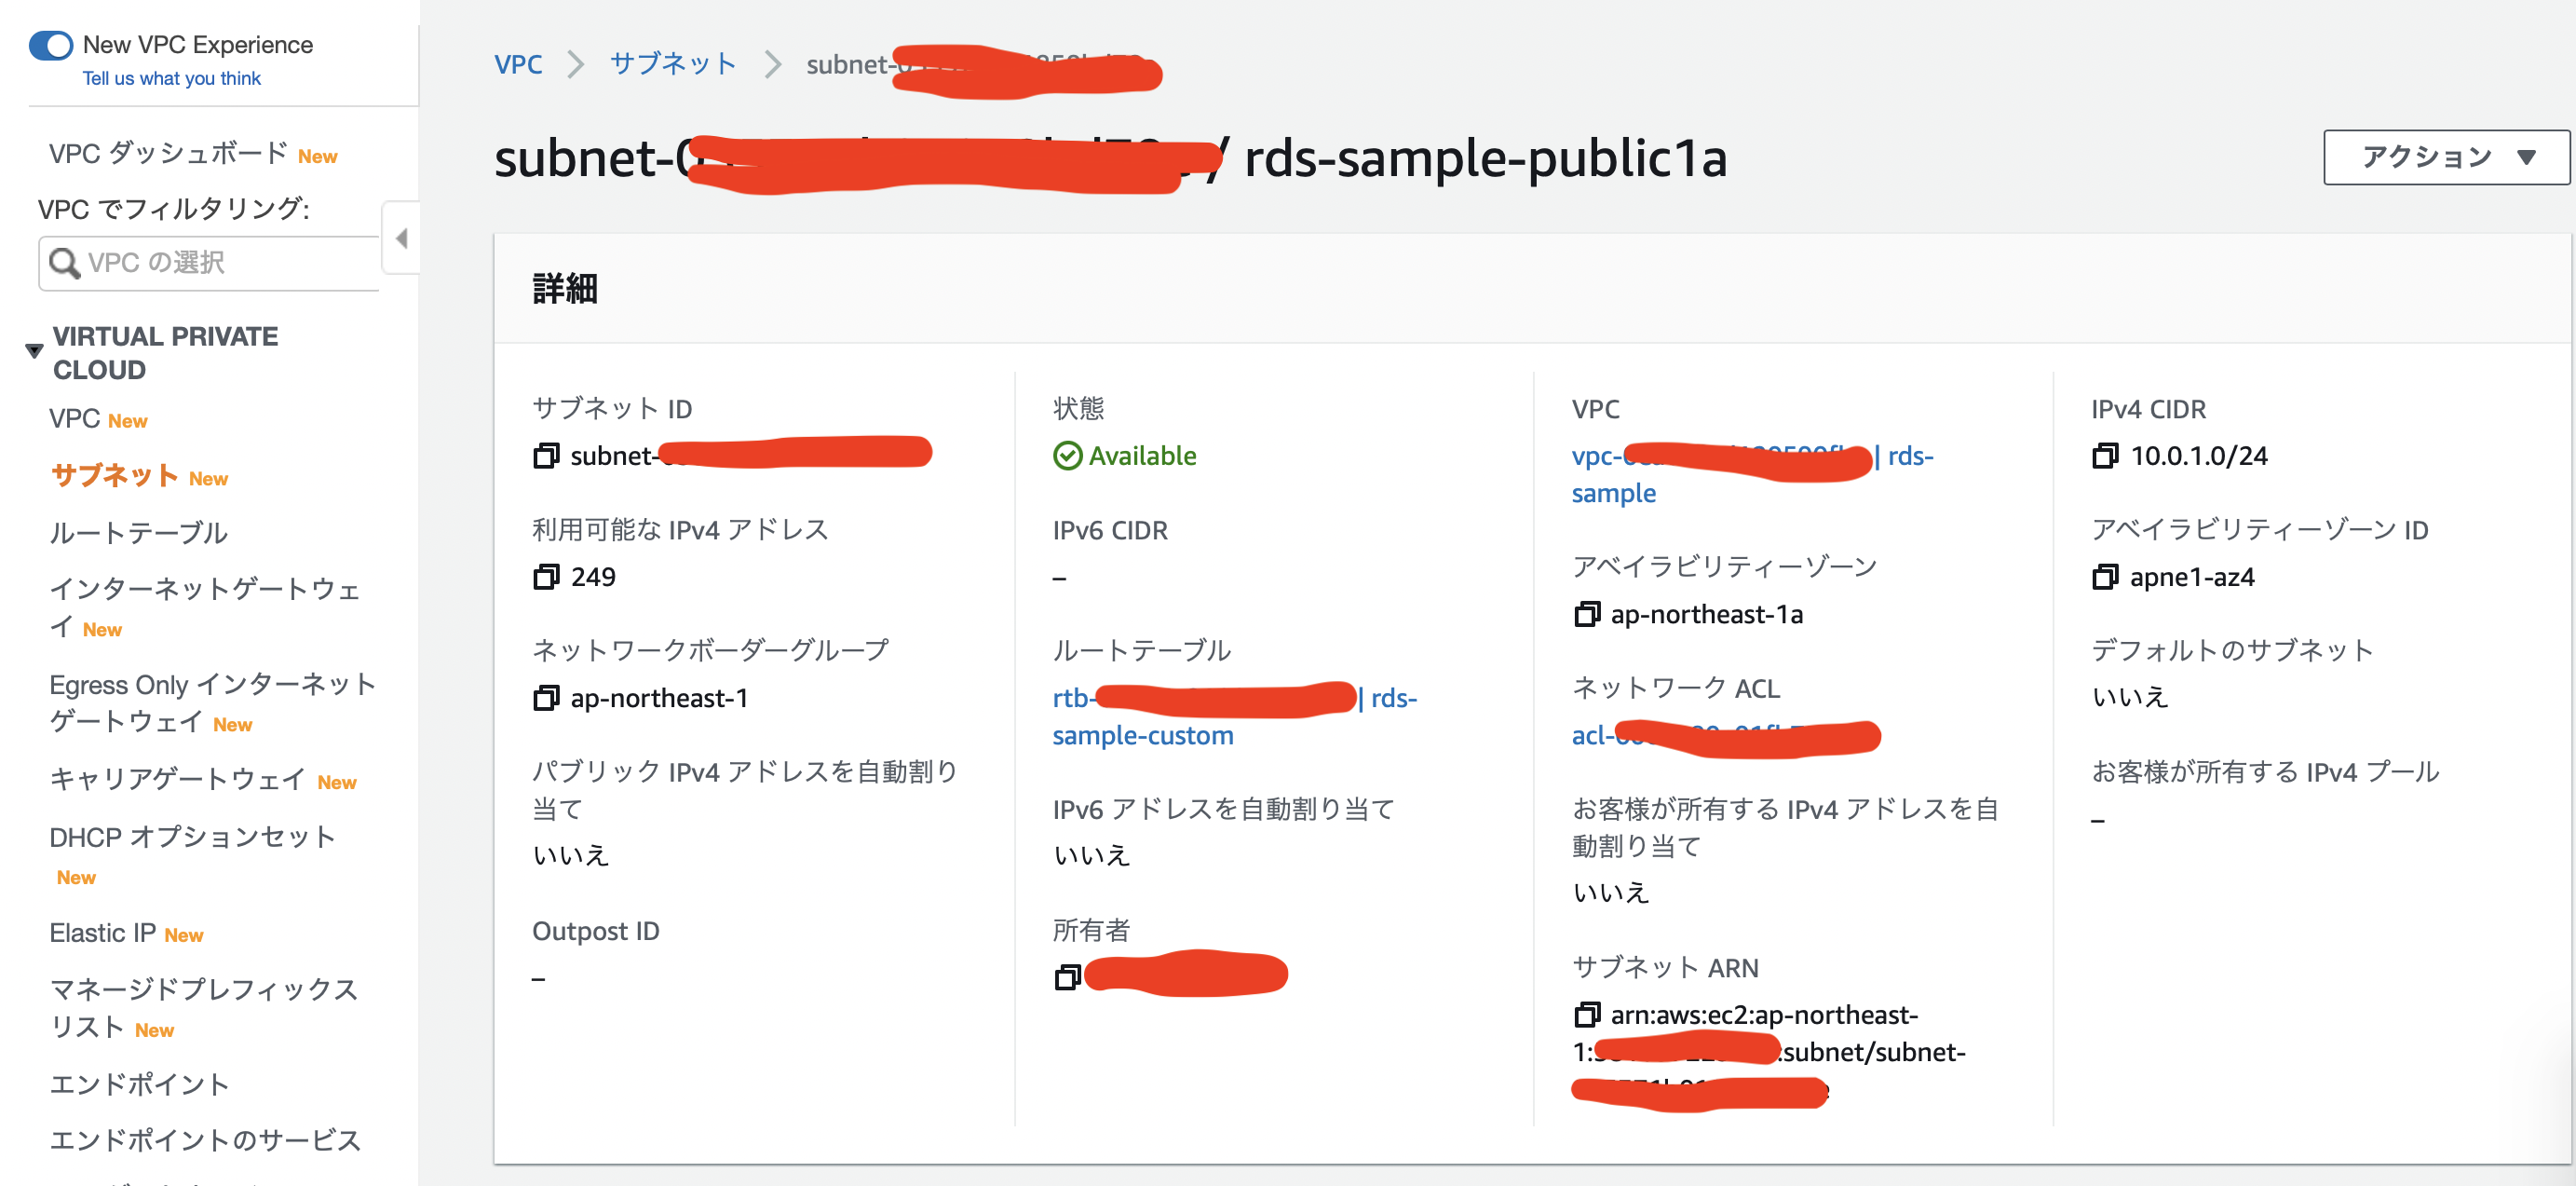 New VPC Experience
Tell us what you think
VPC ダッシュボード New
VPC でフィルタリング:
VPC の選択
VIRTUAL PRIVATE
CLOUD
VPC New
サブネット New
ルートテーブル
インターネットゲートウェ
イ New
Egress Only インターネット
ゲートウェイ New
キャリアゲートウェイ New
DHCP オプションセット
New
Elastic IP New
マネージドプレフィックス
リスト New
エンドポイント
エンドポイントのサービス
VPC サブネット subnet-
subnet- / rds-sample-public1a
アクション
詳細
サブネット ID
subnet-
利用可能な IPv4 アドレス
249
ネットワークボーダーグループ
ap-northeast-1
パブリック IPv4 アドレスを自動割り
当て
いいえ
Outpost ID
–
状態
Available
IPv6 CIDR
–
ルートテーブル
rtb- | rds-
sample-custom
IPv6 アドレスを自動割り当て
いいえ
所有者
VPC
vpc- | rds-
sample
アベイラビリティーゾーン
ap-northeast-1a
ネットワーク ACL
acl-
お客様が所有する IPv4 アドレスを自
動割り当て
いいえ
サブネット ARN
arn:aws:ec2:ap-northeast-
1: :subnet/subnet-
IPv4 CIDR
10.0.1.0/24
アベイラビリティーゾーン ID
apne1-az4
デフォルトのサブネット
いいえ
お客様が所有する IPv4 プール
–